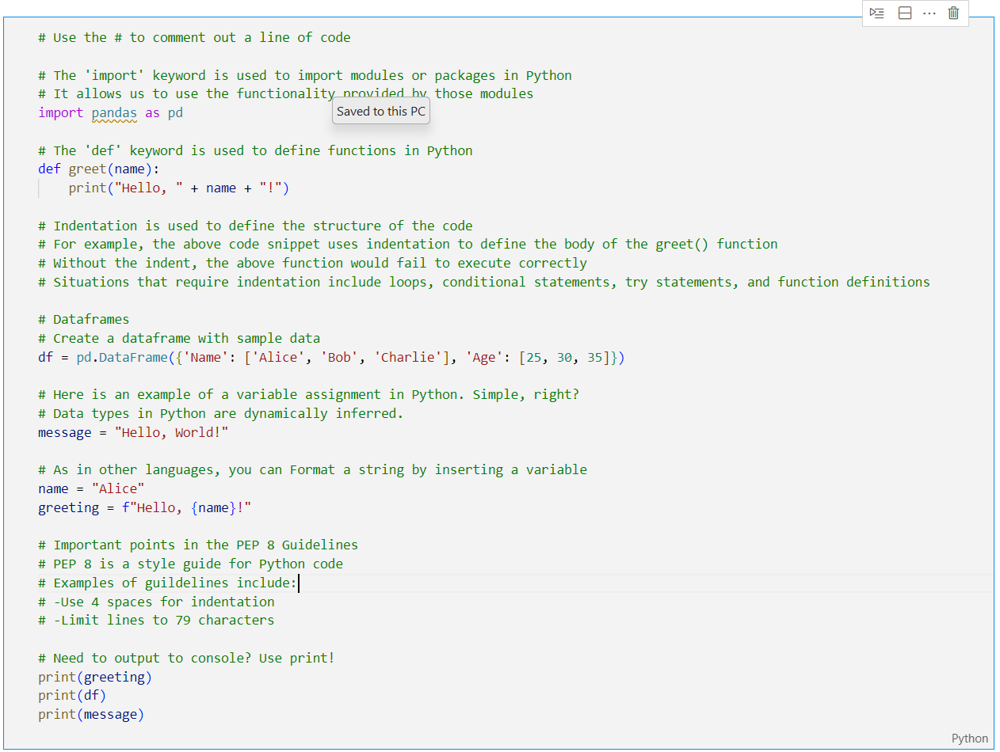 # Use the # to comment out a line of code
# The 'import' keyword is used to import modules or packages in Python
# It allows us to use the functionality provided by those modules
import pandas as pd
Saved to this PC
# The 'def' keyword is used to define functions in Python
def greet(name):
    print("Hello, " + name + "!")
# Indentation is used to define the structure of the code
# For example, the above code snippet uses indentation to define the body of the greet() function
# Without the indent, the above function would fail to execute correctly
# Situations that require indentation include loops, conditional statements, try statements, and function definitions
# Dataframes
# Create a dataframe with sample data
df = pd.DataFrame({'Name': ['Alice', 'Bob', 'Charlie'], 'Age': [25, 30, 35]})
# Here is an example of a variable assignment in Python. Simple, right?
# Data types in Python are dynamically inferred.
message = "Hello, World!"
# As in other languages, you can Format a string by inserting a variable
name = "Alice"
greeting = f"Hello, {name}!"
# Important points in the PEP 8 Guidelines
# PEP 8 is a style guide for Python code
# Examples of guildelines include:
# -Use 4 spaces for indentation
# -Limit lines to 79 characters
# Need to output to console? Use print!
print(greeting)
print(df)
print(message)
Python